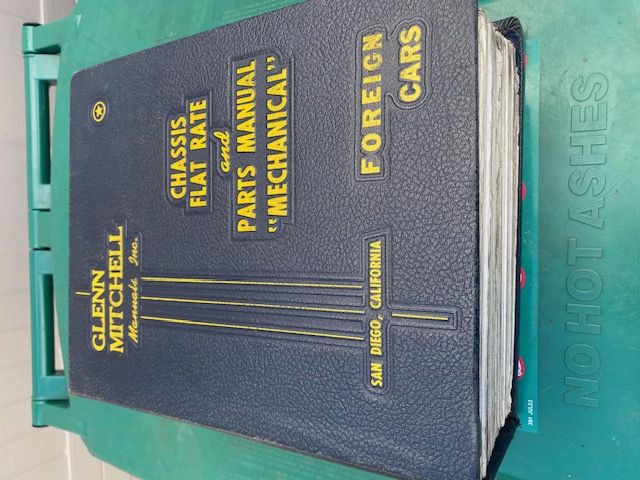 GLENN
MITCHELL
Manuals Inc.
CHASSIS
FLAT RATE
and
PARTS MANUAL
"MECHANICAL"
FOREIGN
CARS
SAN DIEGO, CALIFORNIA
NO HOT ASHES